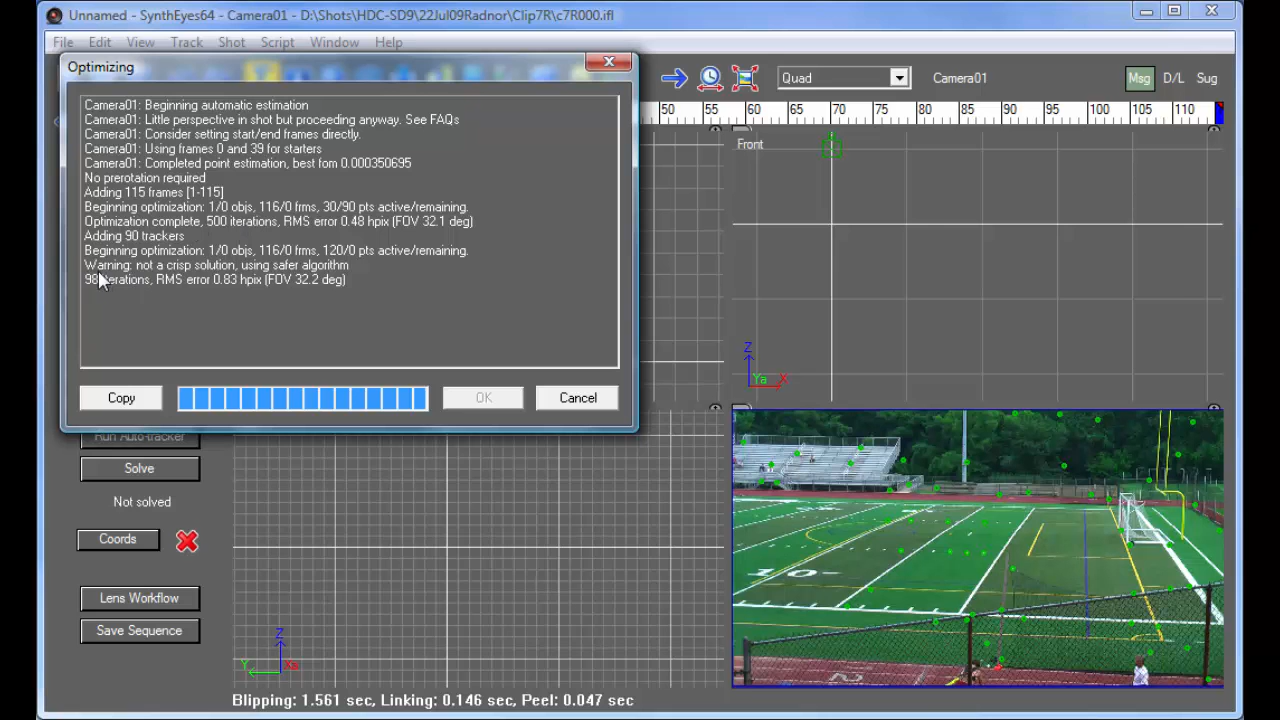 Unnamed - SynthEyes64 - Camera01 - D:\Shots\HDC-SD9\22Jul09Radnor\Clip7R\c7R000.ifl
File Edit View Track Shot Script Window Help
Optimizing
Quad
Camera01
Msg D/L Sug
50 55 60 65 70 75 80 85 90 95 100 105 110
Camera01: Beginning automatic estimation
Camera01: Little perspective in shot but proceeding anyway. See FAQs
Camera01: Consider setting start/end frames directly.
Camera01: Using frames 0 and 39 for starters
Camera01: Completed point estimation, best fom 0.000350695
No prerotation required
Adding 115 frames [1-115]
Beginning optimization: 1/0 objs, 116/0 frms, 30/90 pts active/remaining.
Optimization complete, 500 iterations, RMS error 0.48 hpix (FOV 32.1 deg)
Adding 90 trackers
Beginning optimization: 1/0 objs, 116/0 frms, 120/0 pts active/remaining.
Warning: not a crisp solution, using safer algorithm
98 iterations, RMS error 0.83 hpix (FOV 32.2 deg)
Copy
OK
Cancel
Front
Z
Ya X
Run Auto-tracker
Solve
Not solved
Coords
Lens Workflow
Save Sequence
Z
Y Xs
10
Blipping: 1.561 sec, Linking: 0.146 sec, Peel: 0.047 sec